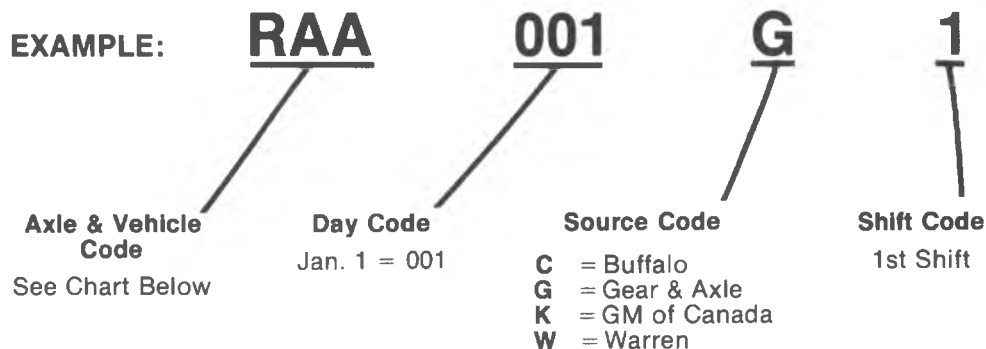 EXAMPLE: RAA 001 G 1
Axle & Vehicle Code
See Chart Below
Day Code
Jan. 1 = 001
Source Code
C = Buffalo
G = Gear & Axle
K = GM of Canada
W = Warren
Shift Code
1st Shift